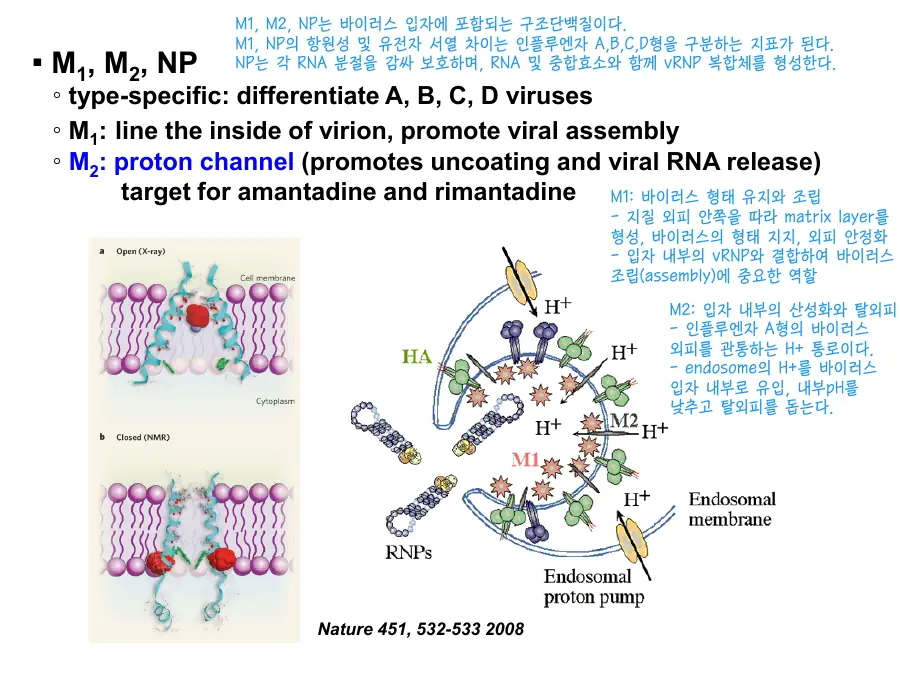 M1, M2, NP는 바이러스 입자에 포함되는 구조단백질이다.
M1, NP의 항원성 및 유전자 서열 차이는 인플루엔자 A,B,C,D형을 구분하는 지표가 된다.
NP는 각 RNA 분절을 감싸 보호하며, RNA 및 중합효소와 함께 vRNP 복합체를 형성한다.
▪ M₁, M₂, NP
◦ type-specific: differentiate A, B, C, D viruses
◦ M₁: line the inside of virion, promote viral assembly
◦ M₂: proton channel (promotes uncoating and viral RNA release)
target for amantadine and rimantadine
M1: 바이러스 형태 유지와 조립
- 지질 외피 안쪽을 따라 matrix layer를
형성, 바이러스의 형태 지지, 외피 안정화
- 입자 내부의 vRNP와 결합하여 바이러스
조립(assembly)에 중요한 역할
M2: 입자 내부의 산성화와 탈외피
- 인플루엔자 A형의 바이러스
외피를 관통하는 H+ 통로이다.
- endosome의 H+를 바이러스
입자 내부로 유입, 내부pH를
낮추고 탈외피를 돕는다.
a Open (X-ray)
Cell membrane
Cytoplasm
b Closed (NMR)
H+
HA
H+
H+
M2
H+
M1
H+
RNPs
Endosomal
membrane
Endosomal
proton pump
Nature 451, 532-533 2008